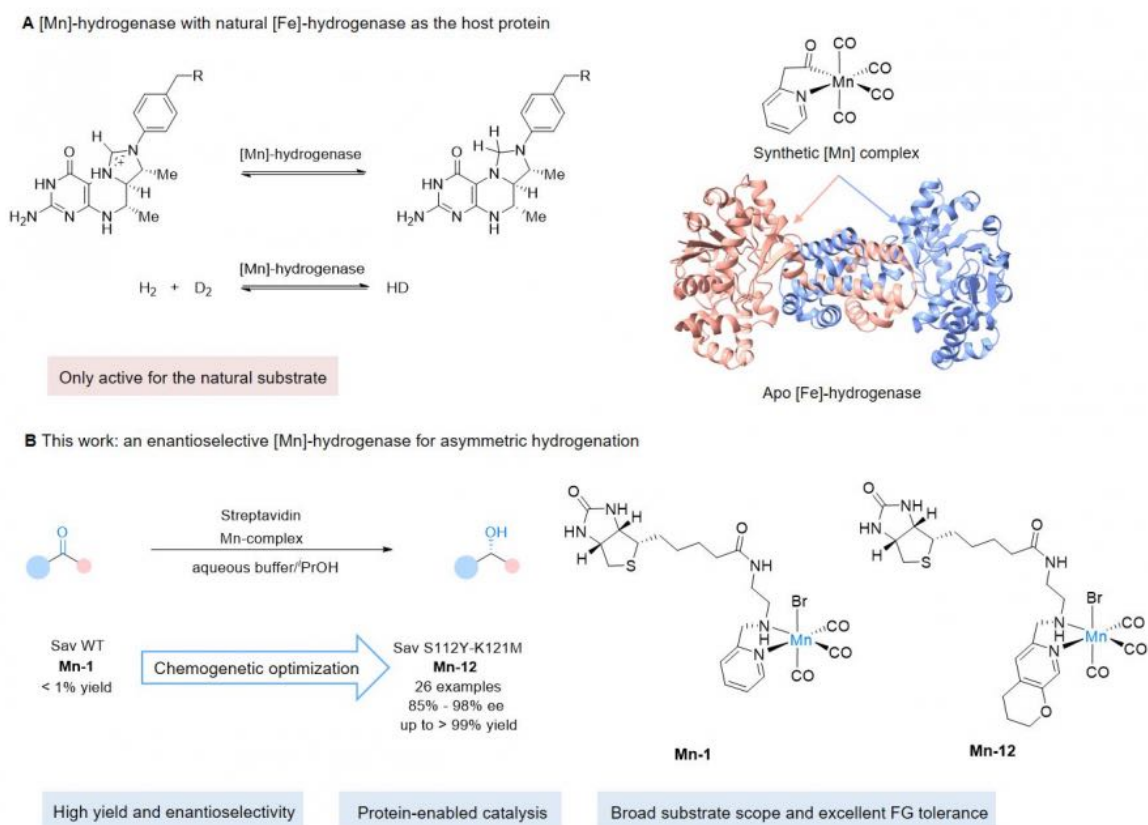 A [Mn]-hydrogenase with natural [Fe]-hydrogenase as the host protein
R
H
N
O
H
N
HN
Me
H
H₂N
N
N
H
Me
[Mn]-hydrogenase
R
H
H
N
O
N
HN
Me
H
H₂N
N
N
H
Me
H₂ + D₂
[Mn]-hydrogenase
HD
Only active for the natural substrate
O
CO
CO
Mn
N
CO
CO
Synthetic [Mn] complex
Apo [Fe]-hydrogenase
B This work: an enantioselective [Mn]-hydrogenase for asymmetric hydrogenation
O
Streptavidin
Mn-complex
aqueous buffer/ⁱPrOH
OH
Sav WT
Mn-1
< 1% yield
Chemogenetic optimization
Sav S112Y-K121M
Mn-12
26 examples
85% - 98% ee
up to > 99% yield
O
NH
HN
H
H
S
O
NH
Br
N
H
Mn
CO
CO
CO
N
Mn-1
O
NH
HN
H
H
S
O
NH
Br
N
H
Mn
CO
CO
CO
N
O
Mn-12
High yield and enantioselectivity
Protein-enabled catalysis
Broad substrate scope and excellent FG tolerance